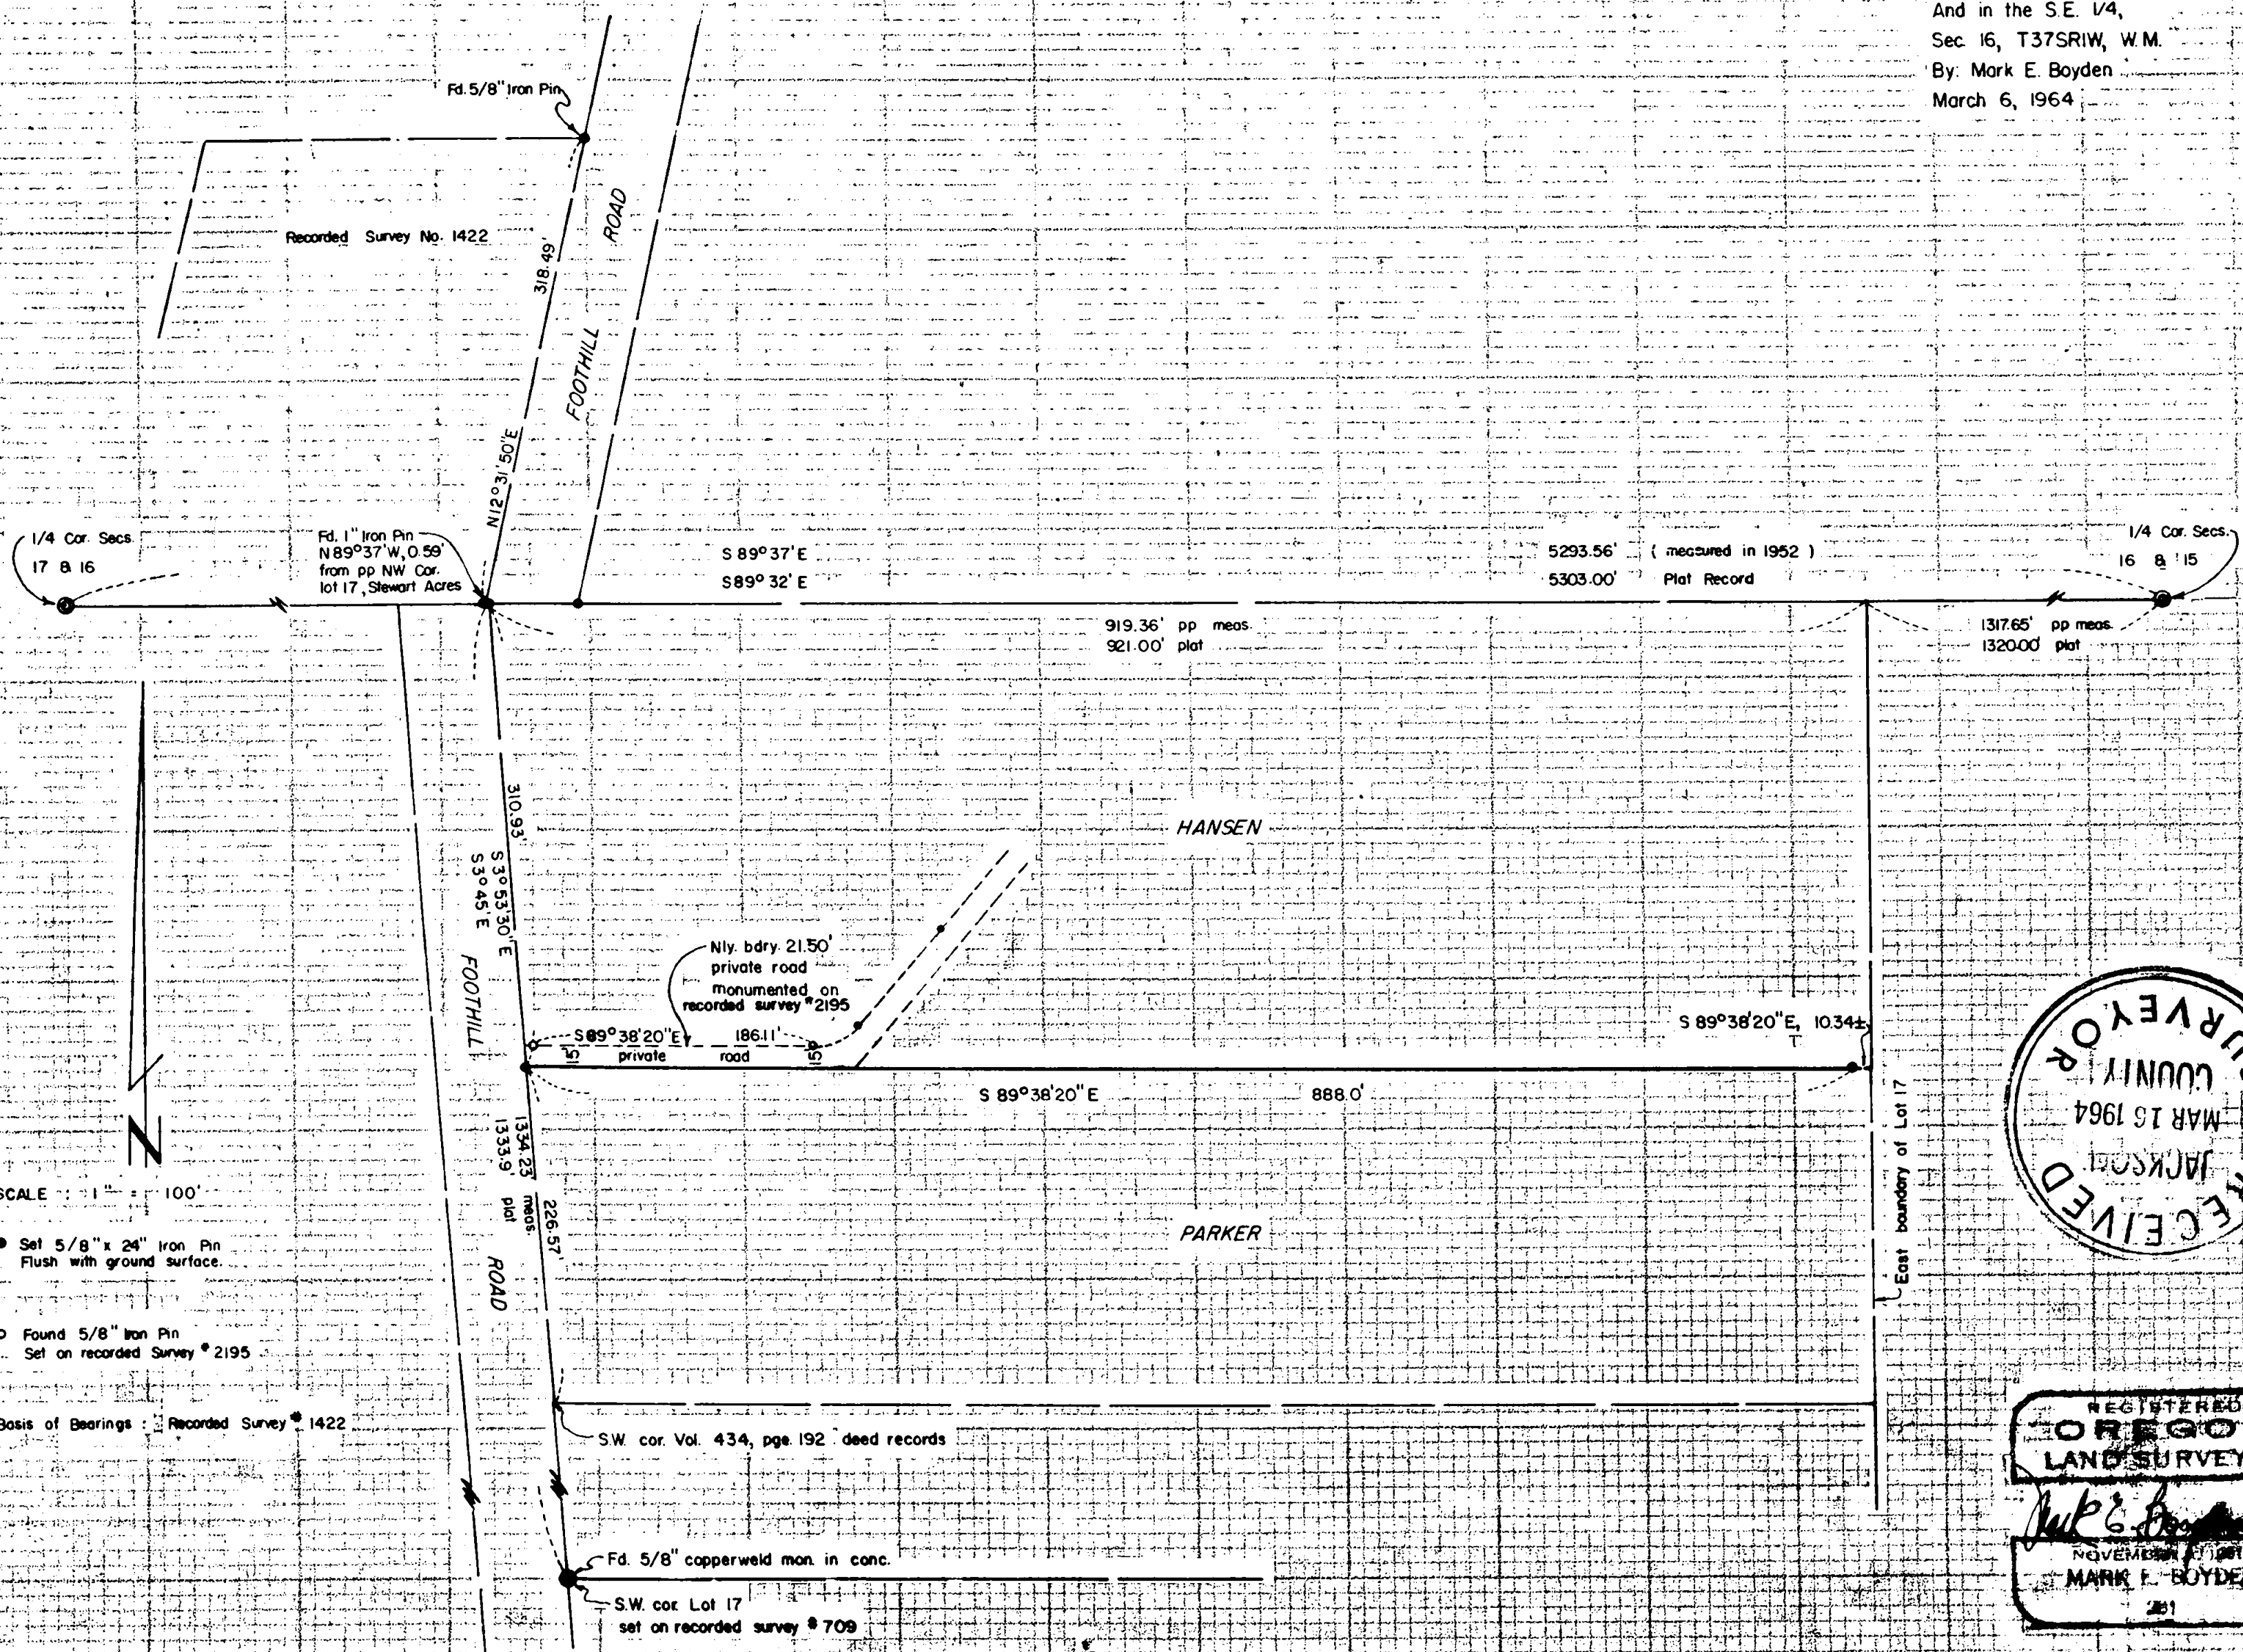 And in the S.E. 1/4,
Sec. 16, T37SR1W, W.M.
By: Mark E. Boyden
March 6, 1964
Fd. 5/8" Iron Pin
Recorded Survey No. 1422
318.49'
N12°31'50"E
FOOTHILL ROAD
1/4 Cor. Secs.
17 & 16
Fd. 1" Iron Pin
N89°37'W, 0.59'
from pp NW Cor.
lot 17, Stewart Acres
S 89°37' E
S89°32' E
5293.56' ( measured in 1952 )
5303.00' Plat Record
1/4 Cor. Secs.
16 & 15
919.36' pp meas.
921.00' plat
1317.65' pp meas.
1320.00' plat
310.93'
S3°53'30"E
S3°45'E
HANSEN
Nly. bdry. 21.50'
private road
monumented on
recorded survey #2195
FOOTHILL
S89°38'20"E 186.11'
15 private road 15
S 89°38'20"E, 10.34±
S 89°38'20" E 888.0'
1334.23 meas.
1333.9' plat
226.57'
ROAD
PARKER
East boundary of Lot 17
N
SCALE : 1" = 100'
Set 5/8" x 24" Iron Pin
Flush with ground surface.
Found 5/8" Iron Pin
Set on recorded Survey #2195
Basis of Bearings : Recorded Survey # 1422
S.W. cor. Vol. 434, pge. 192 deed records
Fd. 5/8" copperweld mon. in conc.
S.W. cor. Lot 17
set on recorded survey #709
RECEIVED
JACKSON
MAR 16 1964
COUNTY
SURVEYOR
REGISTERED
OREGO
LAND SURVEY
Mark E. Boyden
NOVEMBER
MARK E. BOYDE